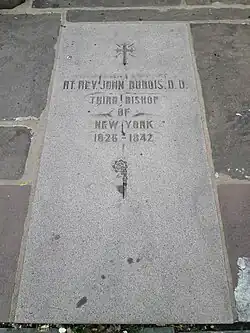 RT. REV. JOHN DUBOIS. D. D.
THIRD BISHOP
OF
NEW YORK
1826 - 1842